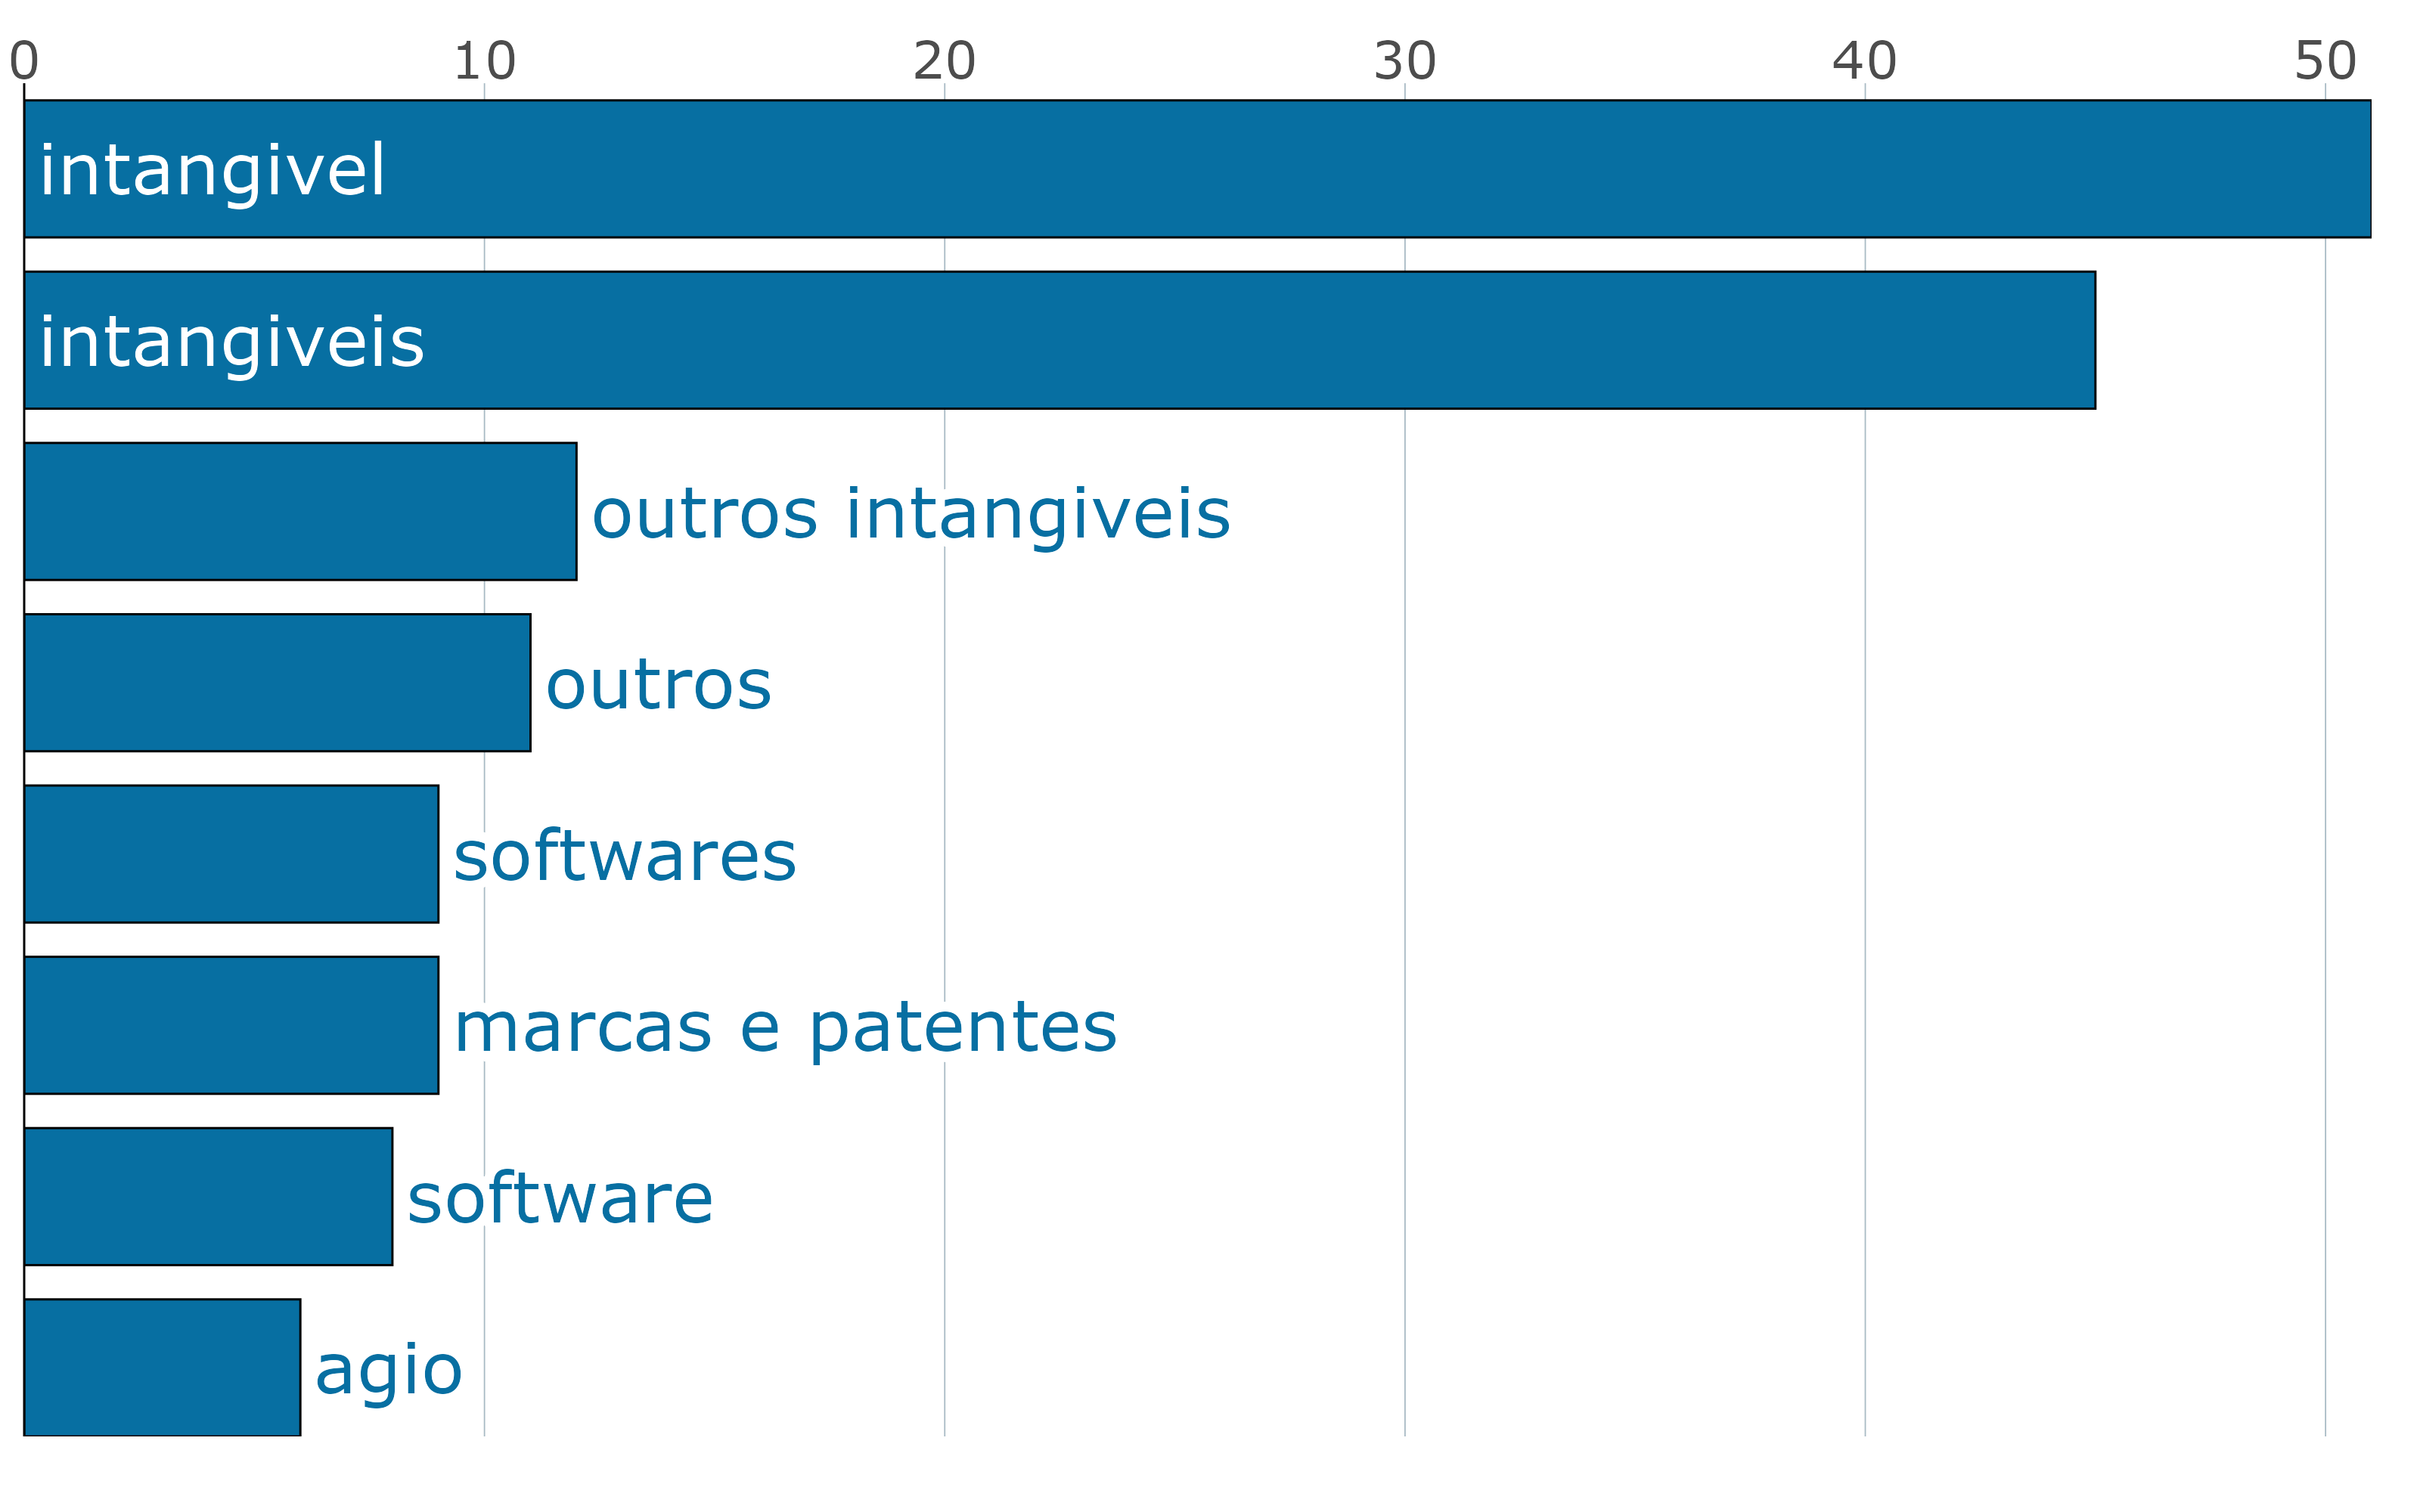 0 10 20 30 40 50
intangivel
intangiveis
outros intangiveis
outros
softwares
marcas e patentes
software
agio